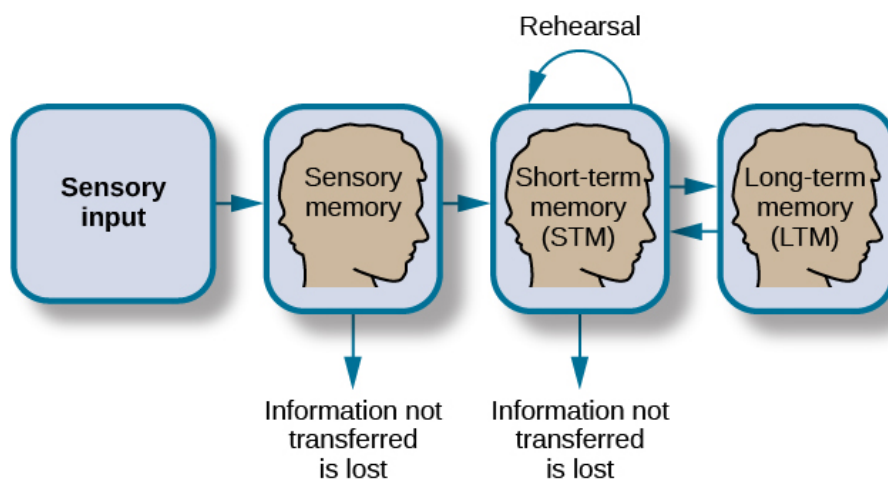 Rehearsal
Sensory
input
Sensory
memory
Short-term
memory
(STM)
Long-term
memory
(LTM)
Information not
transferred
is lost
Information not
transferred
is lost